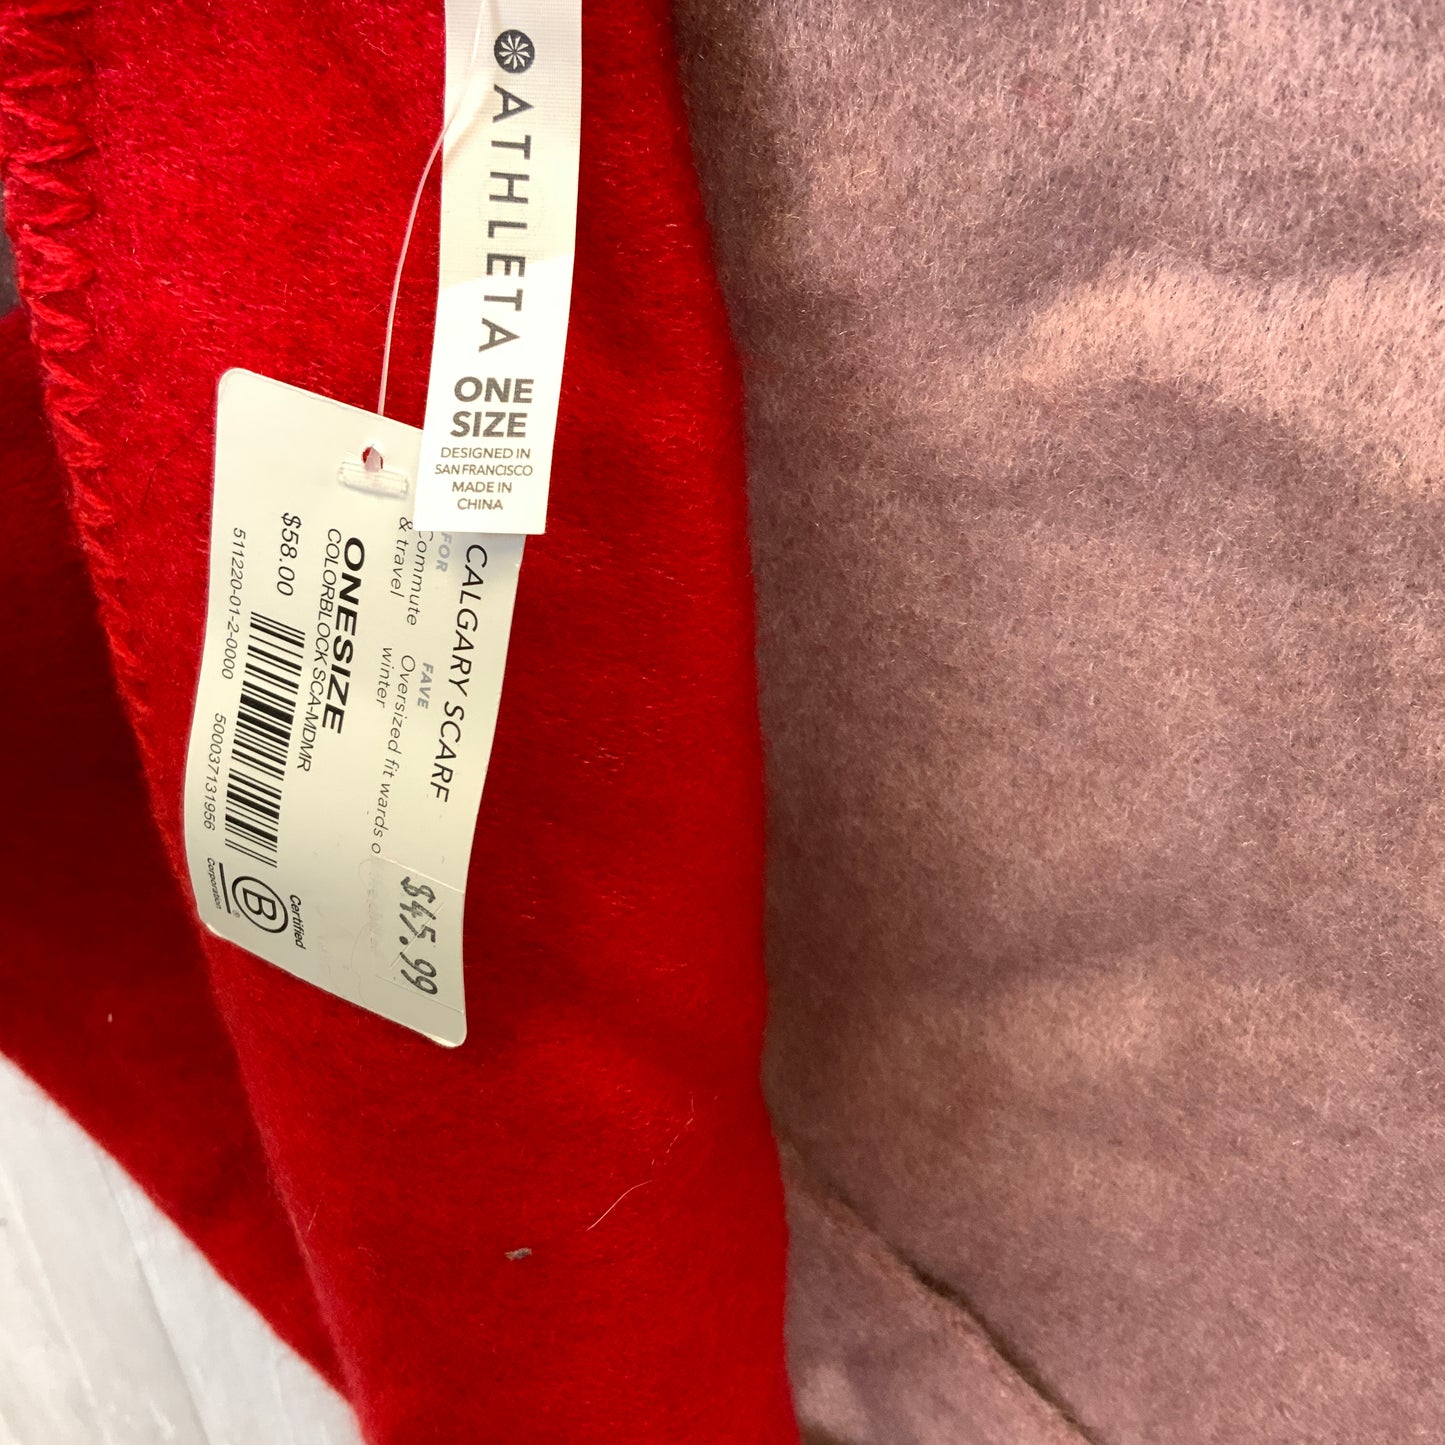 ATHLETA
ONE
SIZE
DESIGNED IN
SAN FRANCISCO
MADE IN
CHINA
CALGARY SCARF
FOR
Commute
& travel
FAVE
Oversized fit wards o
winter
$45.99
ONESIZE
COLORBLOCK SCA-MDMR
$58.00
511220-01-2-0000
500037131956
Certified
B
®
Corporation